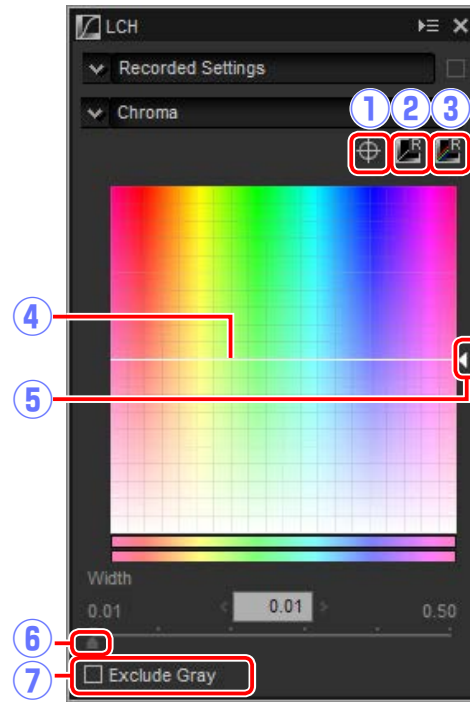 LCH
Recorded Settings
Chroma
1 2 3
R R
4
5
Width
0.01 0.01 0.50
6
7
Exclude Gray